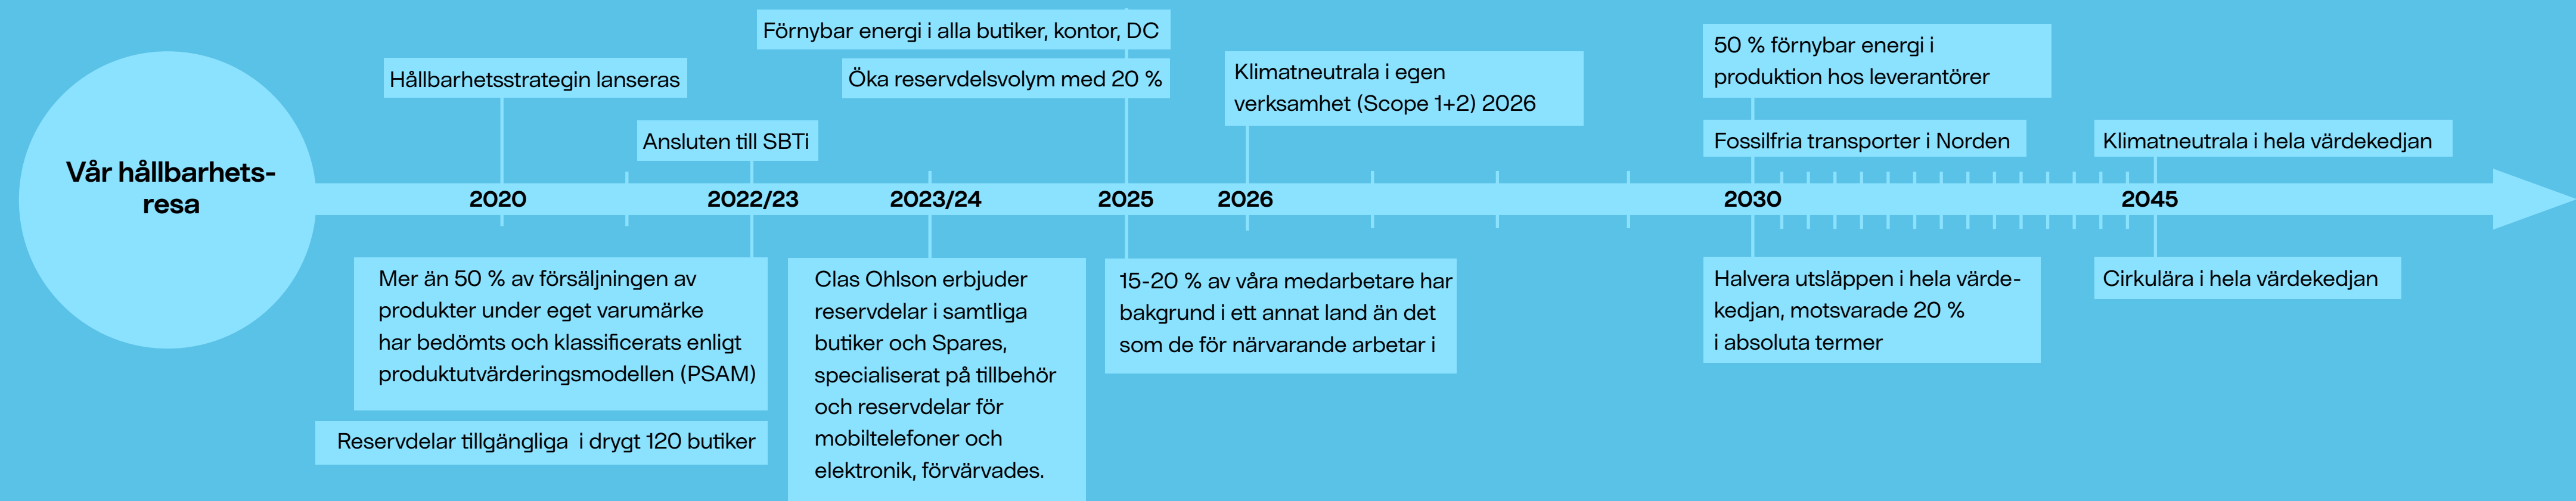 Vår hållbarhets-
resa
Hållbarhetsstrategin lanseras
2020
Ansluten till SBTi
2022/23
Mer än 50 % av försäljningen av
produkter under eget varumärke
har bedömts och klassificerats enligt
produktutvärderingsmodellen (PSAM)
Reservdelar tillgängliga i drygt 120 butiker
2023/24
Clas Ohlson erbjuder
reservdelar i samtliga
butiker och Spares,
specialiserat på tillbehör
och reservdelar för
mobiltelefoner och
elektronik, förvärvades.
Förnybar energi i alla butiker, kontor, DC
Öka reservdelsvolym med 20 %
2025
15-20 % av våra medarbetare har
bakgrund i ett annat land än det
som de för närvarande arbetar i
Klimatneutrala i egen
verksamhet (Scope 1+2) 2026
2026
50 % förnybar energi i
produktion hos leverantörer
Fossilfria transporter i Norden
2030
Halvera utsläppen i hela värde-
kedjan, motsvarade 20 %
i absoluta termer
Klimatneutrala i hela värdekedjan
2045
Cirkulära i hela värdekedjan